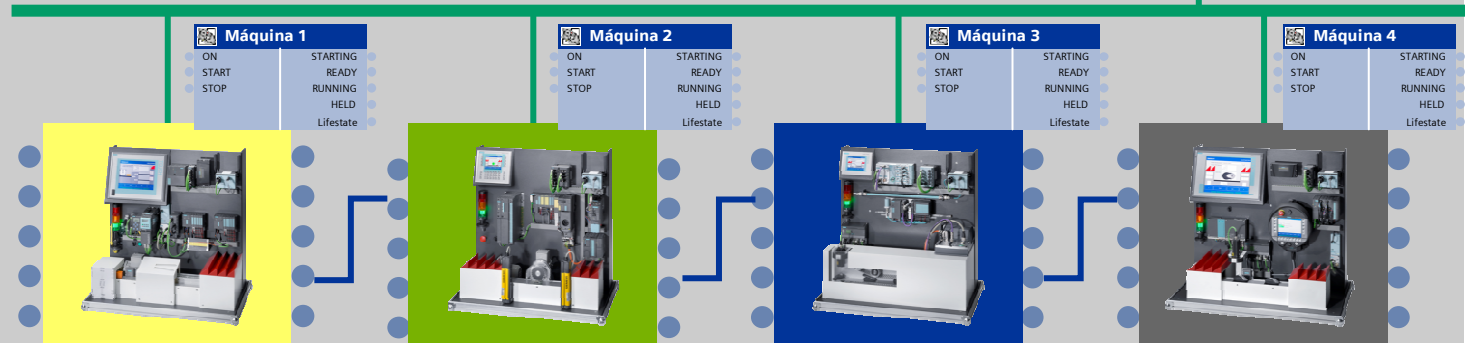 Máquina 1
ON STARTING
START READY
STOP RUNNING
HELD
Lifestate
Máquina 2
ON STARTING
START READY
STOP RUNNING
HELD
Lifestate
Máquina 3
ON STARTING
START READY
STOP RUNNING
HELD
Lifestate
Máquina 4
ON STARTING
START READY
STOP RUNNING
HELD
Lifestate